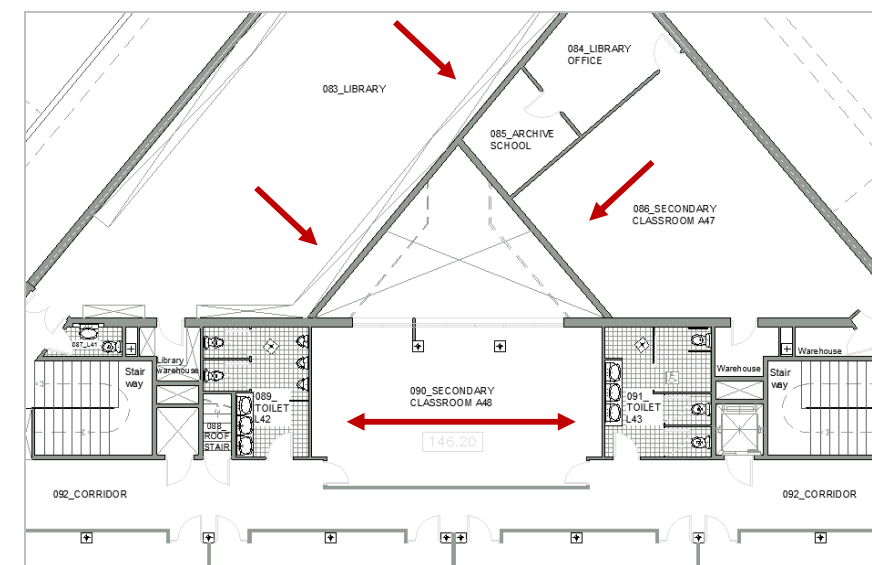 084_LIBRARY
OFFICE
083_LIBRARY
085_ARCHIVE
SCHOOL
086_SECONDARY
CLASSROOM A47
087_L41
Stair
way
Library
warehouse
089_
TOILET
L42
088_
ROOF
STAIR
090_SECONDARY
CLASSROOM A48
146.20
091_
TOILET
L43
Warehouse
Stair
way
Warehouse
092_CORRIDOR
092_CORRIDOR